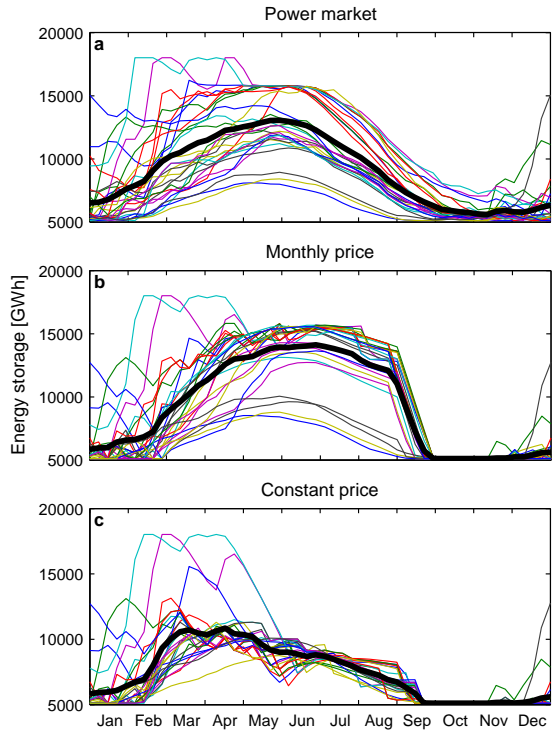 Power market
20000
a
15000
10000
5000
Monthly price
20000
b
15000
10000
5000
Energy storage [GWh]
Constant price
20000
c
15000
10000
5000
Jan Feb Mar Apr May Jun Jul Aug Sep Oct Nov Dec